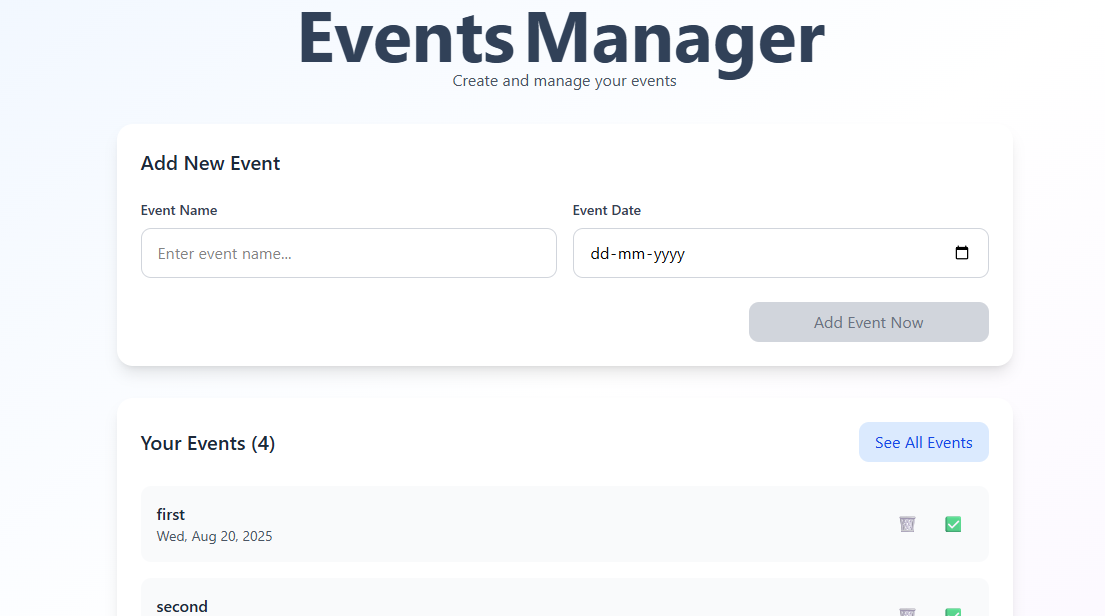 Events Manager
Create and manage your events
Add New Event
Event Name
Event Date
Enter event name...
dd-mm-yyyy
Add Event Now
Your Events (4)
See All Events
first
Wed, Aug 20, 2025
second